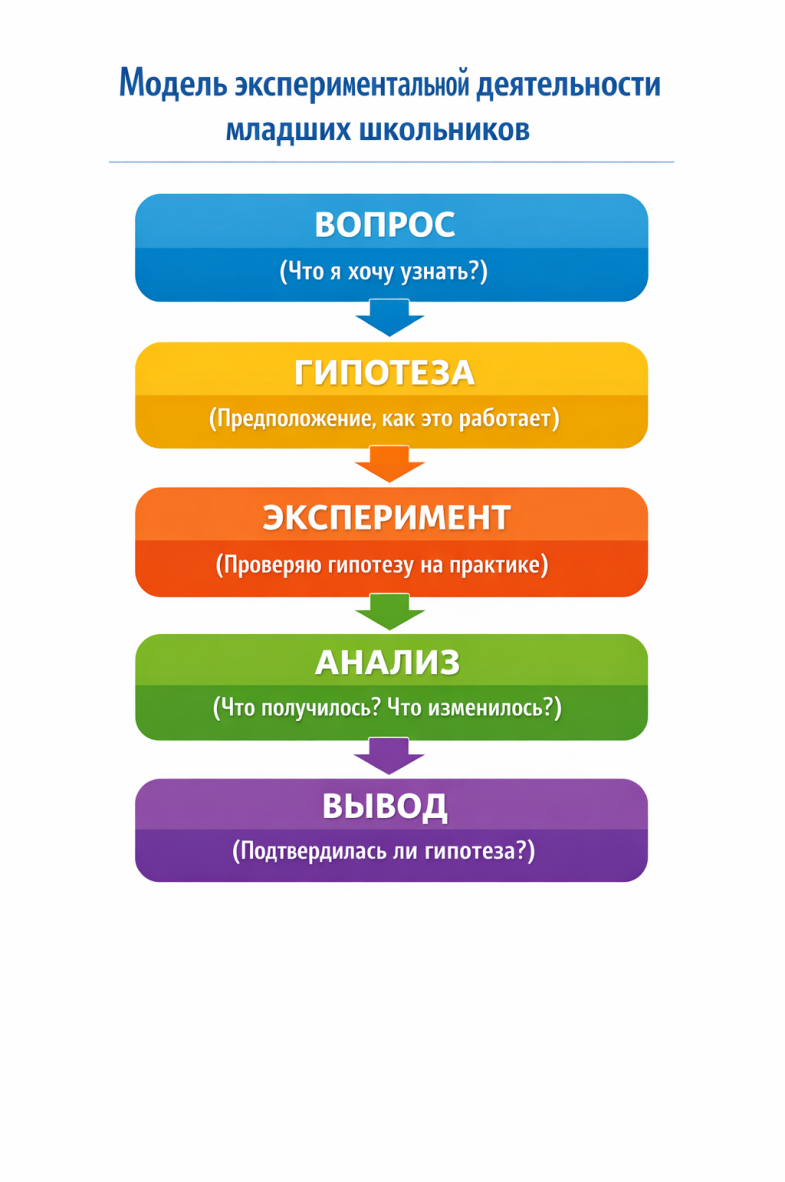 Модель экспериментальной деятельности
младших школьников
ВОПРОС
(Что я хочу узнать?)
ГИПОТЕЗА
(Предположение, как это работает)
ЭКСПЕРИМЕНТ
(Проверяю гипотезу на практике)
АНАЛИЗ
(Что получилось? Что изменилось?)
ВЫВОД
(Подтвердилась ли гипотеза?)